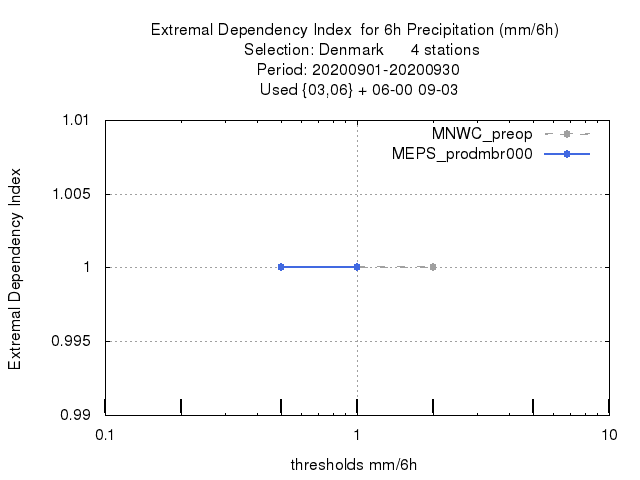 Extremal Dependency Index  for 6h Precipitation (mm/6h)
Selection: Denmark      4 stations
Period: 20200901-20200930
Used {03,06} + 06-00 09-03
MNWC_preop
MEPS_prodmbr000
Extremal Dependency Index
1.01
1.005
1
0.995
0.99
0.1
1
10
thresholds mm/6h